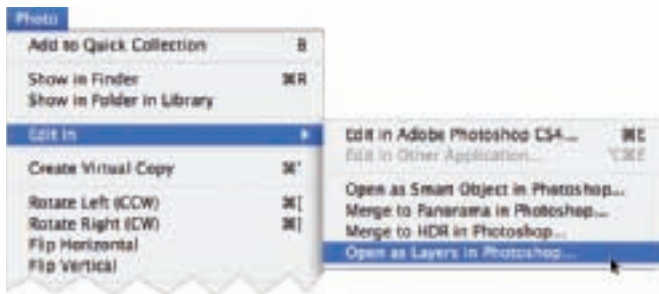 Photo
Add to Quick Collection B
Show in Finder ⌘R
Show in Folder in Library
Edit In
Create Virtual Copy ⌘'
Rotate Left (CCW) ⌘[
Rotate Right (CW) ⌘]
Flip Horizontal
Flip Vertical
Edit in Adobe Photoshop CS4... ⌘E
Edit in Other Application... ⌥⌘E
Open as Smart Object in Photoshop...
Merge to Panorama in Photoshop...
Merge to HDR in Photoshop...
Open as Layers in Photoshop...